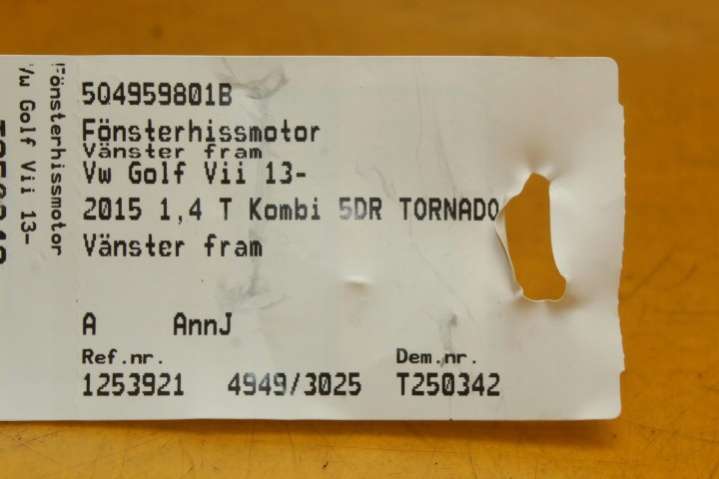 5Q4959801B
Fönsterhissmotor
Vänster fram
Vw Golf Vii 13-
2015 1,4 T Kombi 5DR TORNADO
Vänster fram
A AnnJ
Ref.nr. Dem.nr.
1253921 4949/3025 T250342
Fönsterhissmotor
Vw Golf Vii 13-